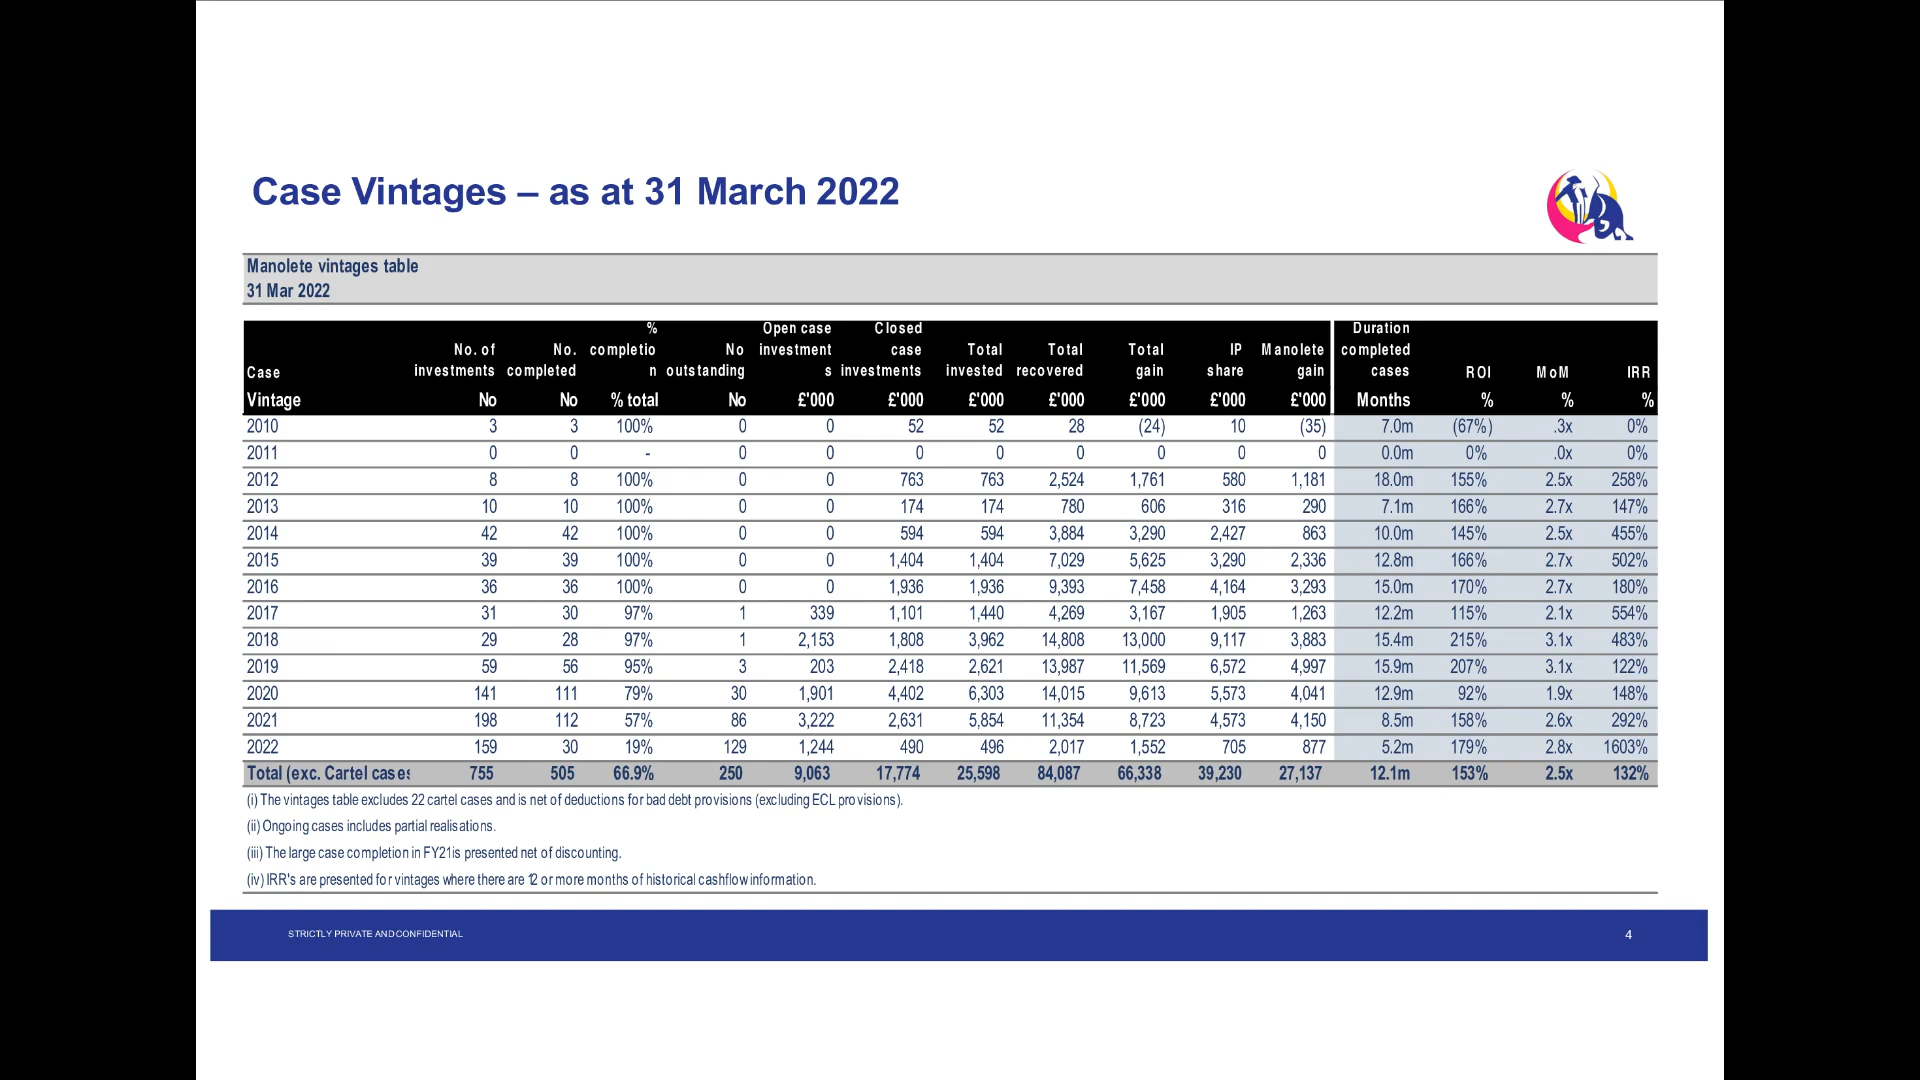 Case Vintages – as at 31 March 2022
Manolete vintages table
31 Mar 2022
Case No. of investments No. completed % completion No outstanding Open case investments Closed case investments Total invested Total recovered Total gain IP share Manolete gain Duration completed cases ROI MoM IRR
Vintage No No % total No £'000 £'000 £'000 £'000 £'000 £'000 £'000 Months % % %
2010 3 3 100% 0 0 52 52 28 (24) 10 (35) 7.0m (67%) .3x 0%
2011 0 0 - 0 0 0 0 0 0 0 0 0.0m 0% .0x 0%
2012 8 8 100% 0 0 763 763 2,524 1,761 580 1,181 18.0m 155% 2.5x 258%
2013 10 10 100% 0 0 174 174 780 606 316 290 7.1m 166% 2.7x 147%
2014 42 42 100% 0 0 594 594 3,884 3,290 2,427 863 10.0m 145% 2.5x 455%
2015 39 39 100% 0 0 1,404 1,404 7,029 5,625 3,290 2,336 12.8m 166% 2.7x 502%
2016 36 36 100% 0 0 1,936 1,936 9,393 7,458 4,164 3,293 15.0m 170% 2.7x 180%
2017 31 30 97% 1 339 1,101 1,440 4,269 3,167 1,905 1,263 12.2m 115% 2.1x 554%
2018 29 28 97% 1 2,153 1,808 3,962 14,808 13,000 9,117 3,883 15.4m 215% 3.1x 483%
2019 59 56 95% 3 203 2,418 2,621 13,987 11,569 6,572 4,997 15.9m 207% 3.1x 122%
2020 141 111 79% 30 1,901 4,402 6,303 14,015 9,613 5,573 4,041 12.9m 92% 1.9x 148%
2021 198 112 57% 86 3,222 2,631 5,854 11,354 8,723 4,573 4,150 8.5m 158% 2.6x 292%
2022 159 30 19% 129 1,244 490 496 2,017 1,552 705 877 5.2m 179% 2.8x 1603%
Total (exc. Cartel cases 755 505 66.9% 250 9,063 17,774 25,598 84,087 66,338 39,230 27,137 12.1m 153% 2.5x 132%
(i) The vintages table excludes 22 cartel cases and is net of deductions for bad debt provisions (excluding ECL provisions).
(ii) Ongoing cases includes partial realisations.
(iii) The large case completion in FY21 is presented net of discounting.
(iv) IRR's are presented for vintages where there are 12 or more months of historical cashflow information.
STRICTLY PRIVATE AND CONFIDENTIAL
4